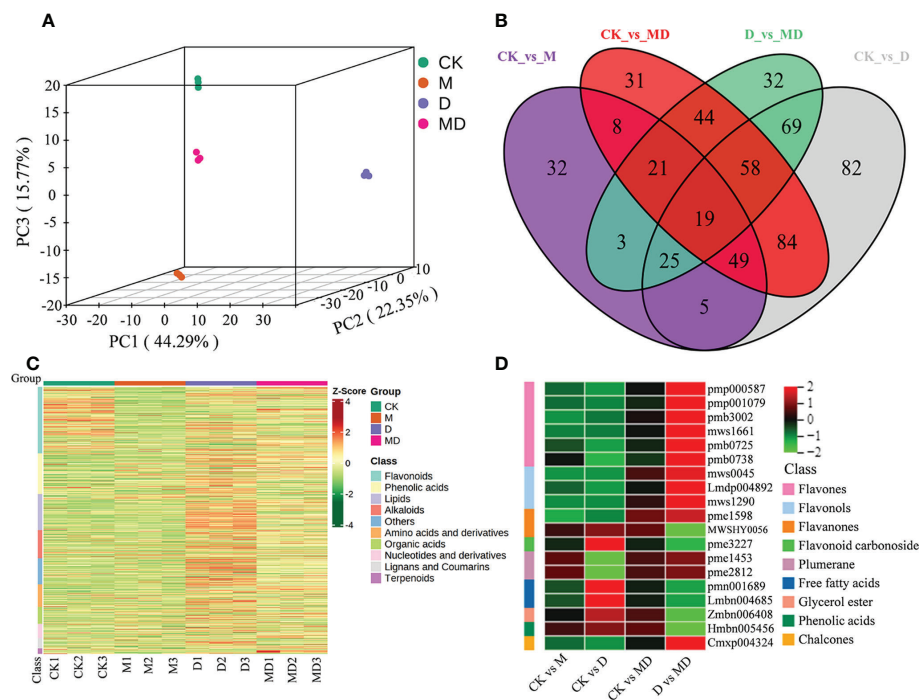 A
CK
M
D
MD
20
15
10
5
0
-5
-10
-15
-20
PC3 ( 15.77%)
-30 -20 -10 0 10 20 30
PC1 ( 44.29%)
-30 -20 -10 0 10
PC2 ( 22.35%)
B
CK_vs_M
CK_vs_MD
D_vs_MD
CK_vs_D
31
32
8
44
69
32
21
58
82
19
3
84
25
49
5
C
Group
CK1 CK2 CK3 M1 M2 M3 D1 D2 D3 MD1 MD2 MD3
Class
Z-Score
4
2
0
-2
-4
Group
CK
M
D
MD
Class
Flavonoids
Phenolic acids
Lipids
Alkaloids
Others
Amino acids and derivatives
Organic acids
Nucleotides and derivatives
Lignans and Coumarins
Terpenoids
D
pmp000587
pmp001079
pmb3002
mws1661
pmb0725
pmb0738
mws0045
Lmdp004892
mws1290
pme1598
MWSHY0056
pme3227
pme1453
pme2812
pmn001689
Lmbn004685
Zmbn006408
Hmbn005456
Cmxp004324
CK vs M
CK vs D
CK vs MD
D vs MD
2
1
0
−1
−2
Class
Flavones
Flavonols
Flavanones
Flavonoid carbonoside
Plumerane
Free fatty acids
Glycerol ester
Phenolic acids
Chalcones